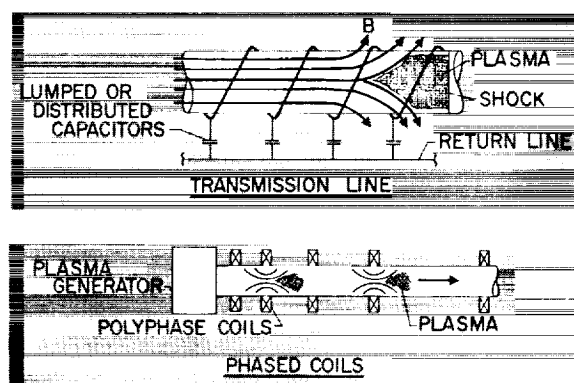 B
PLASMA
SHOCK
LUMPED OR
DISTRIBUTED
CAPACITORS
RETURN LINE
TRANSMISSION LINE
PLASMA
GENERATOR
POLYPHASE COILS
PLASMA
PHASED COILS